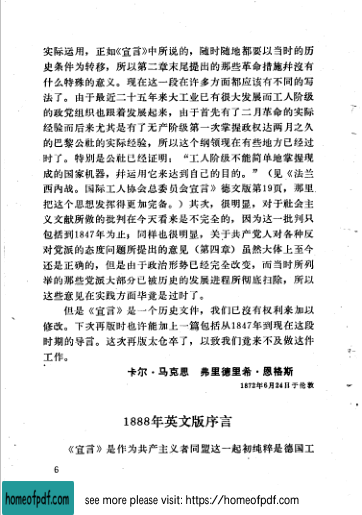 实际运用，正如《宣言》中所说的，随时随地都要以当时的历
史条件为转移，所以第二章末尾提出的那些革命措施并没有
什么特殊的意义。现在这一段在许多方面都应该有不同的写
法了。由于最近二十五年来大工业已有很大发展而工人阶级
的政党组织也跟着发展起来，由于首先有了二月革命的实际
经验而后来尤其是有了无产阶级第一次掌握政权达两月之久
的巴黎公社的实际经验，所以这个纲领现在有些地方已经过
时了。特别是公社已经证明：“工人阶级不能简单地掌握现
成的国家机器，并运用它来达到自己的目的。”（见《法兰
西内战。国际工人协会总委员会宣言》德文版第19页，那里
把这个思想发挥得更加完备。）其次，很明显，对于社会主
义文献所做的批判在今天看来是不完全的，因为这一批判只
包括到1847年为止；同样也很明显，关于共产党人对各种反
对党派的态度问题所提出的意见（第四章）虽然大体上至今
还是正确的，但是由于政治形势已经完全改变，而当时所列
举的那些党派大部分已被历史的发展进程所彻底扫除，所以
这些意见在实践方面毕竟是过时了。
但是《宣言》是一个历史文件，我们已没有权利来加以
修改。下次再版时也许能加上一篇包括从1847年到现在这段
时期的导言。这次再版太仓卒了，以致我们竟来不及做这件
工作。
卡尔·马克思 弗里德里希·恩格斯
1872年6月24日于伦敦
1888年英文版序言
《宣言》是作为共产主义者同盟这一起初纯粹是德国工
6
homeofpdf.com
see more please visit: https://homeofpdf.com